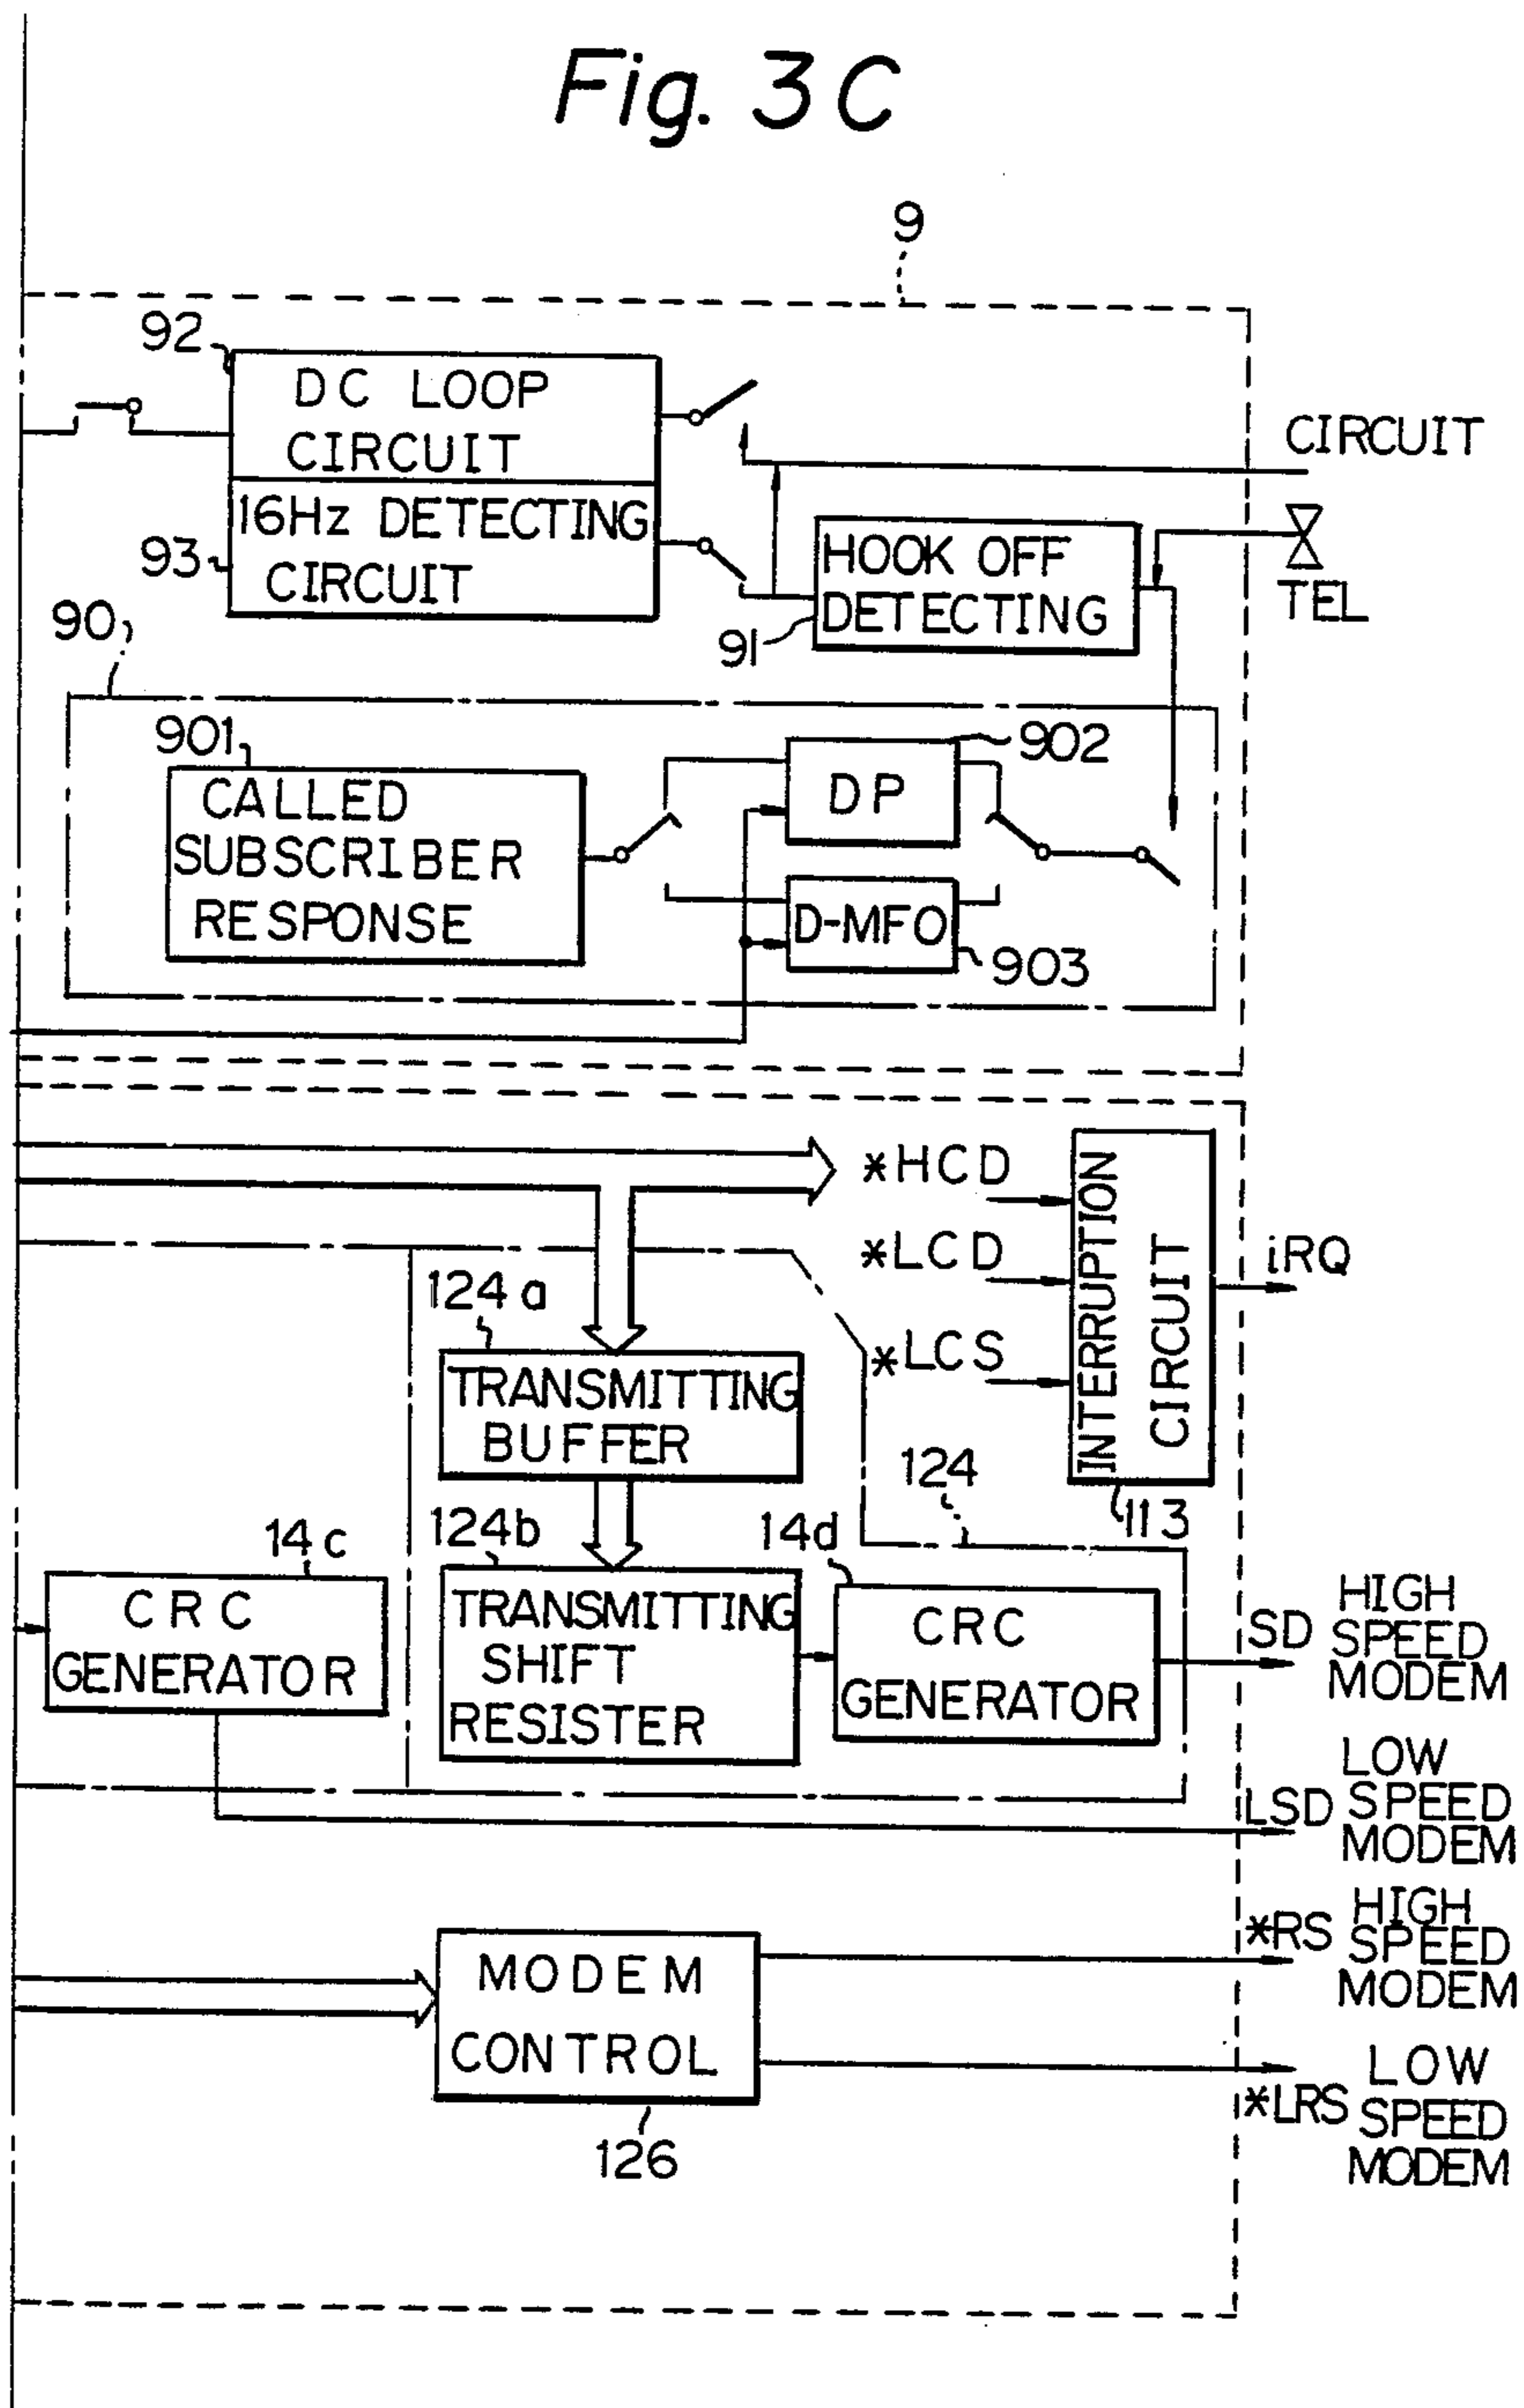 Fig. 3C
9
92
DC LOOP
CIRCUIT
CIRCUIT
16Hz DETECTING
CIRCUIT
93
HOOK OFF
DETECTING
91
TEL
90
901
CALLED
SUBSCRIBER
RESPONSE
902
DP
D-MFO
903
*HCD
*LCD
*LCS
INTERRUPTION
CIRCUIT
iRQ
113
124a
TRANSMITTING
BUFFER
124
14c
CRC
GENERATOR
124b
TRANSMITTING
SHIFT
RESISTER
14d
CRC
GENERATOR
SD
HIGH
SPEED
MODEM
LSD
LOW
SPEED
MODEM
MODEM
CONTROL
126
*RS
HIGH
SPEED
MODEM
*LRS
LOW
SPEED
MODEM